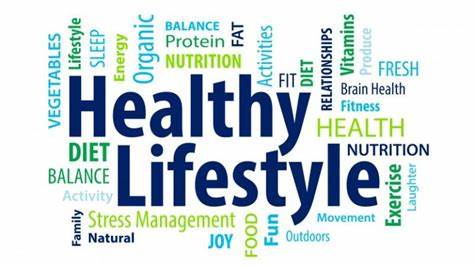 VEGETABLES
Lifestyle
SLEEP
Energy
Organic
BALANCE
Protein
NUTRITION
FAT
Activities
FIT
DIET
RELATIONSHIPS
Vitamins
Produce
FRESH
Brain Health
Fitness
HEALTH
NUTRITION
Healthy
Lifestyle
DIET
BALANCE
Activity
Family
Stress Management
Natural
JOY
FOOD
Fun
Outdoors
Movement
Exercise
Laughter